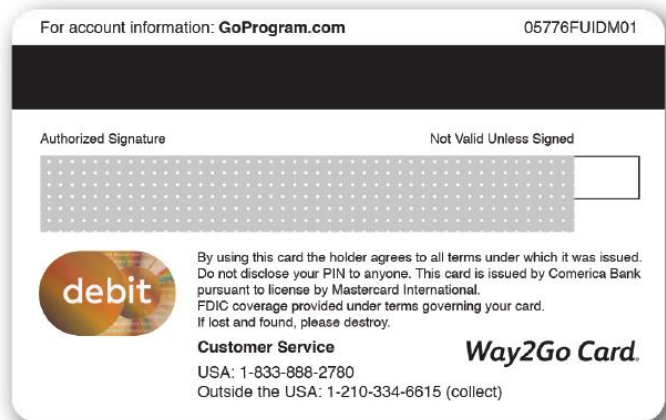 For account information: GoProgram.com 05776FUIDM01
Authorized Signature Not Valid Unless Signed
debit
By using this card the holder agrees to all terms under which it was issued.
Do not disclose your PIN to anyone. This card is issued by Comerica Bank
pursuant to license by Mastercard International.
FDIC coverage provided under terms governing your card.
If lost and found, please destroy.
Customer Service
Way2Go Card.
USA: 1-833-888-2780
Outside the USA: 1-210-334-6615 (collect)